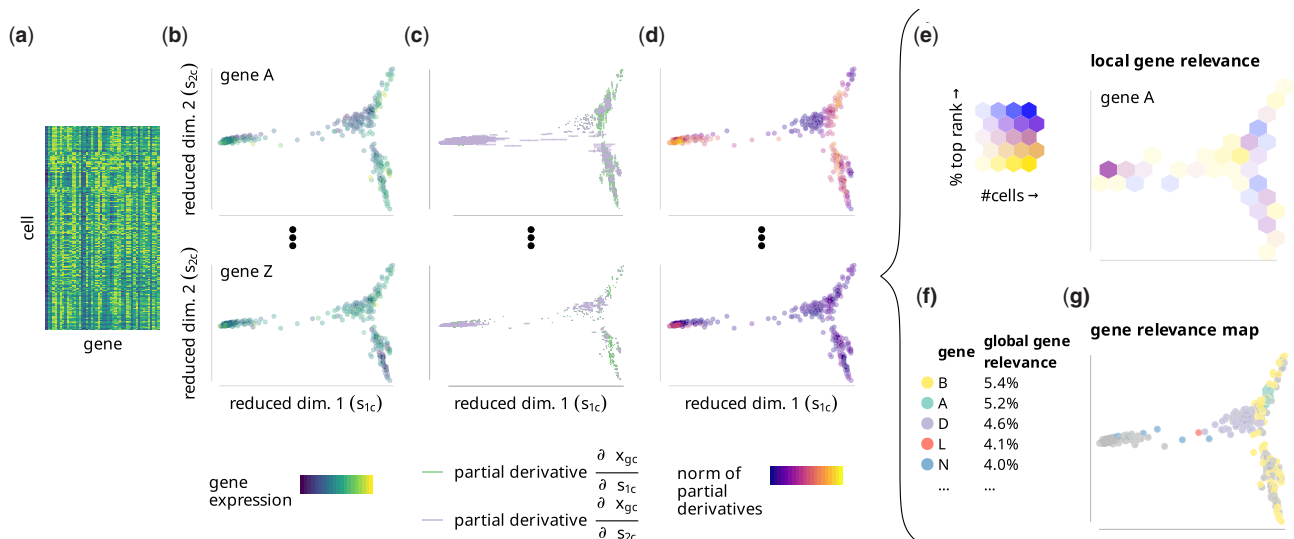 (a)
cell
gene
(b)
gene A
reduced dim. 2 (s2c)
gene Z
reduced dim. 2 (s2c)
reduced dim. 1 (s1c)
gene
expression
(c)
reduced dim. 1 (s1c)
partial derivative ∂ xgc / ∂ s1c
partial derivative ∂ xgc / ∂ s2c
(d)
reduced dim. 1 (s1c)
norm of
partial
derivatives
(e)
% top rank →
#cells →
local gene relevance
gene A
(f)
gene global gene
relevance
B 5.4%
A 5.2%
D 4.6%
L 4.1%
N 4.0%
... ...
(g)
gene relevance map